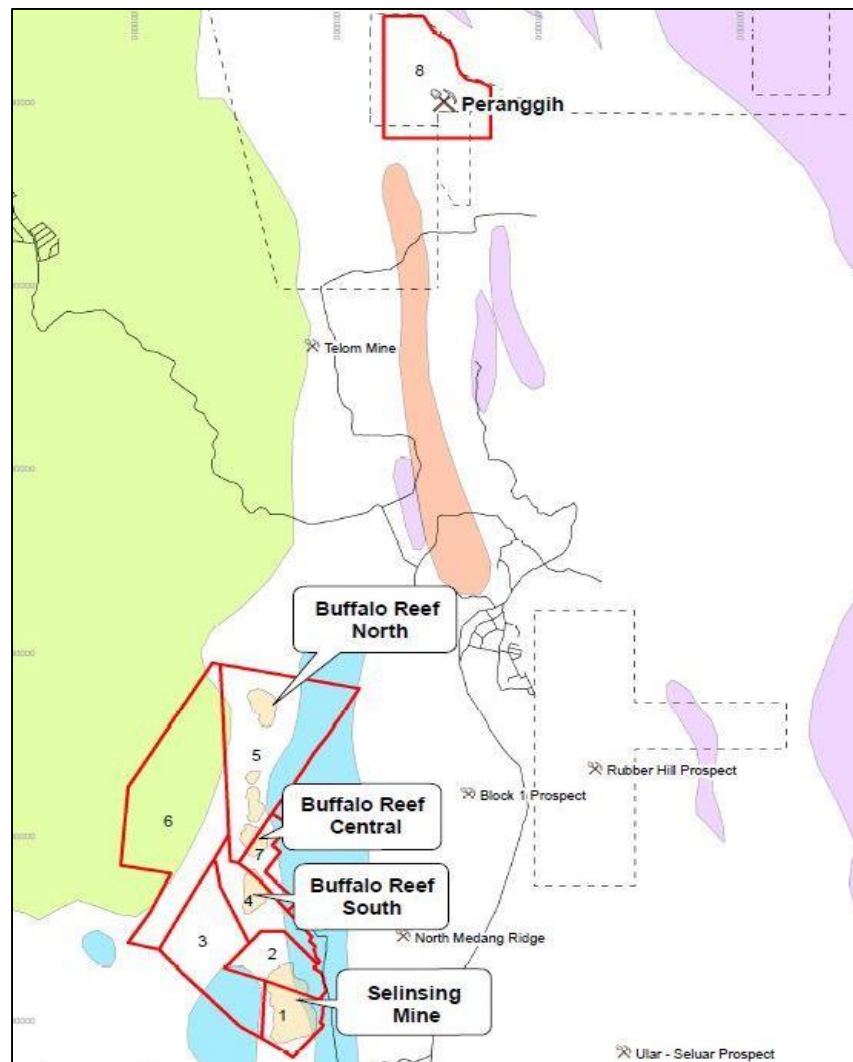 8
Peranggih
Telom Mine
Buffalo Reef
North
5
Rubber Hill Prospect
Block 1 Prospect
6
Buffalo Reef
Central
7
Buffalo Reef
South
4
3
North Medang Ridge
2
Selinsing
Mine
1
Ular - Seluar Prospect